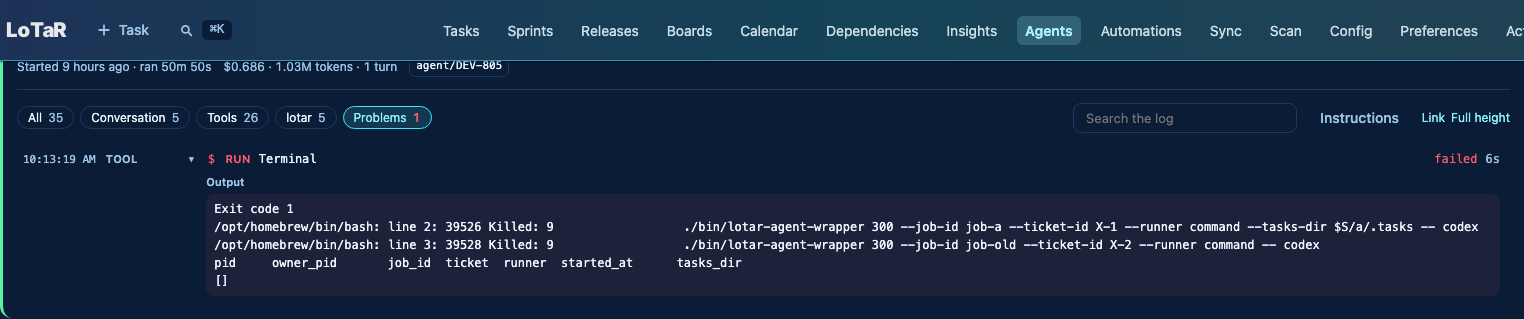 LoTaR + Task ⌘K Tasks Sprints Releases Boards Calendar Dependencies Insights Agents Automations Sync Scan Config Preferences
Started 9 hours ago · ran 50m 50s $0.686 · 1.03M tokens · 1 turn agent/DEV-805
All 35 Conversation 5 Tools 26 lotar 5 Problems 1 Search the log Instructions Link Full height
10:13:19 AM TOOL ▾ $ RUN Terminal failed 6s
Output
Exit code 1
/opt/homebrew/bin/bash: line 2: 39526 Killed: 9 ./bin/lotar-agent-wrapper 300 --job-id job-a --ticket-id X-1 --runner command --tasks-dir $S/a/.tasks -- codex
/opt/homebrew/bin/bash: line 3: 39528 Killed: 9 ./bin/lotar-agent-wrapper 300 --job-id job-old --ticket-id X-2 --runner command -- codex
pid owner_pid job_id ticket runner started_at tasks_dir
[]